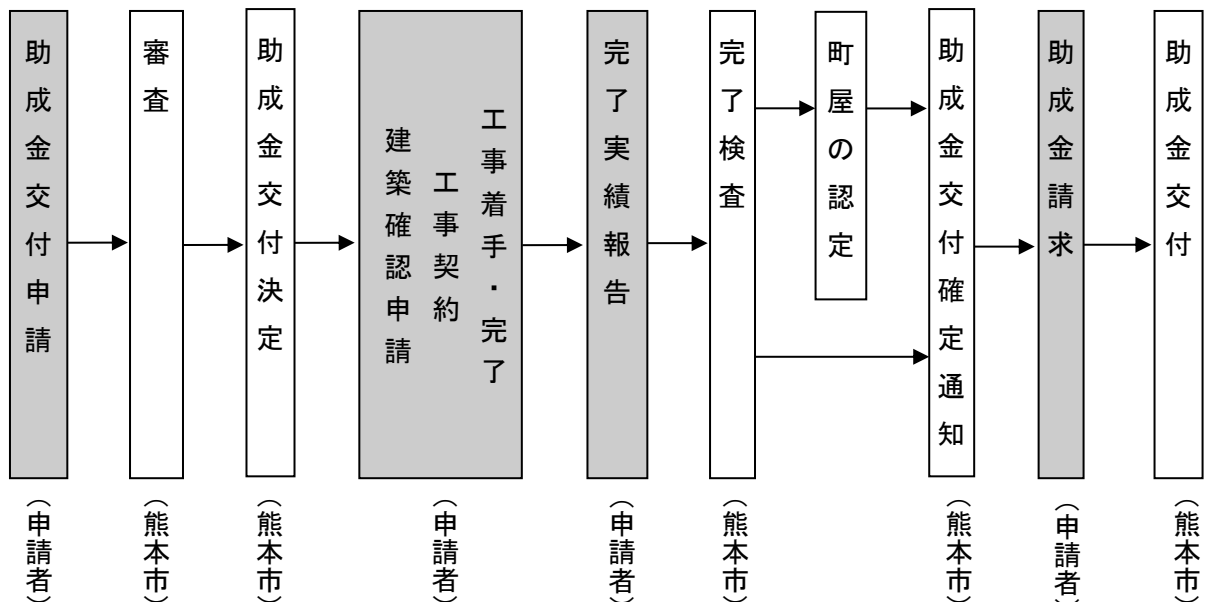 助成金交付申請
審査
助成金交付決定
建築確認申請
工事契約
工事着手・完了
完了実績報告
完了検査
町屋の認定
助成金交付確定通知
助成金請求
助成金交付
（申請者）
（熊本市）
（熊本市）
（申請者）
（申請者）
（熊本市）
（熊本市）
（申請者）
（熊本市）